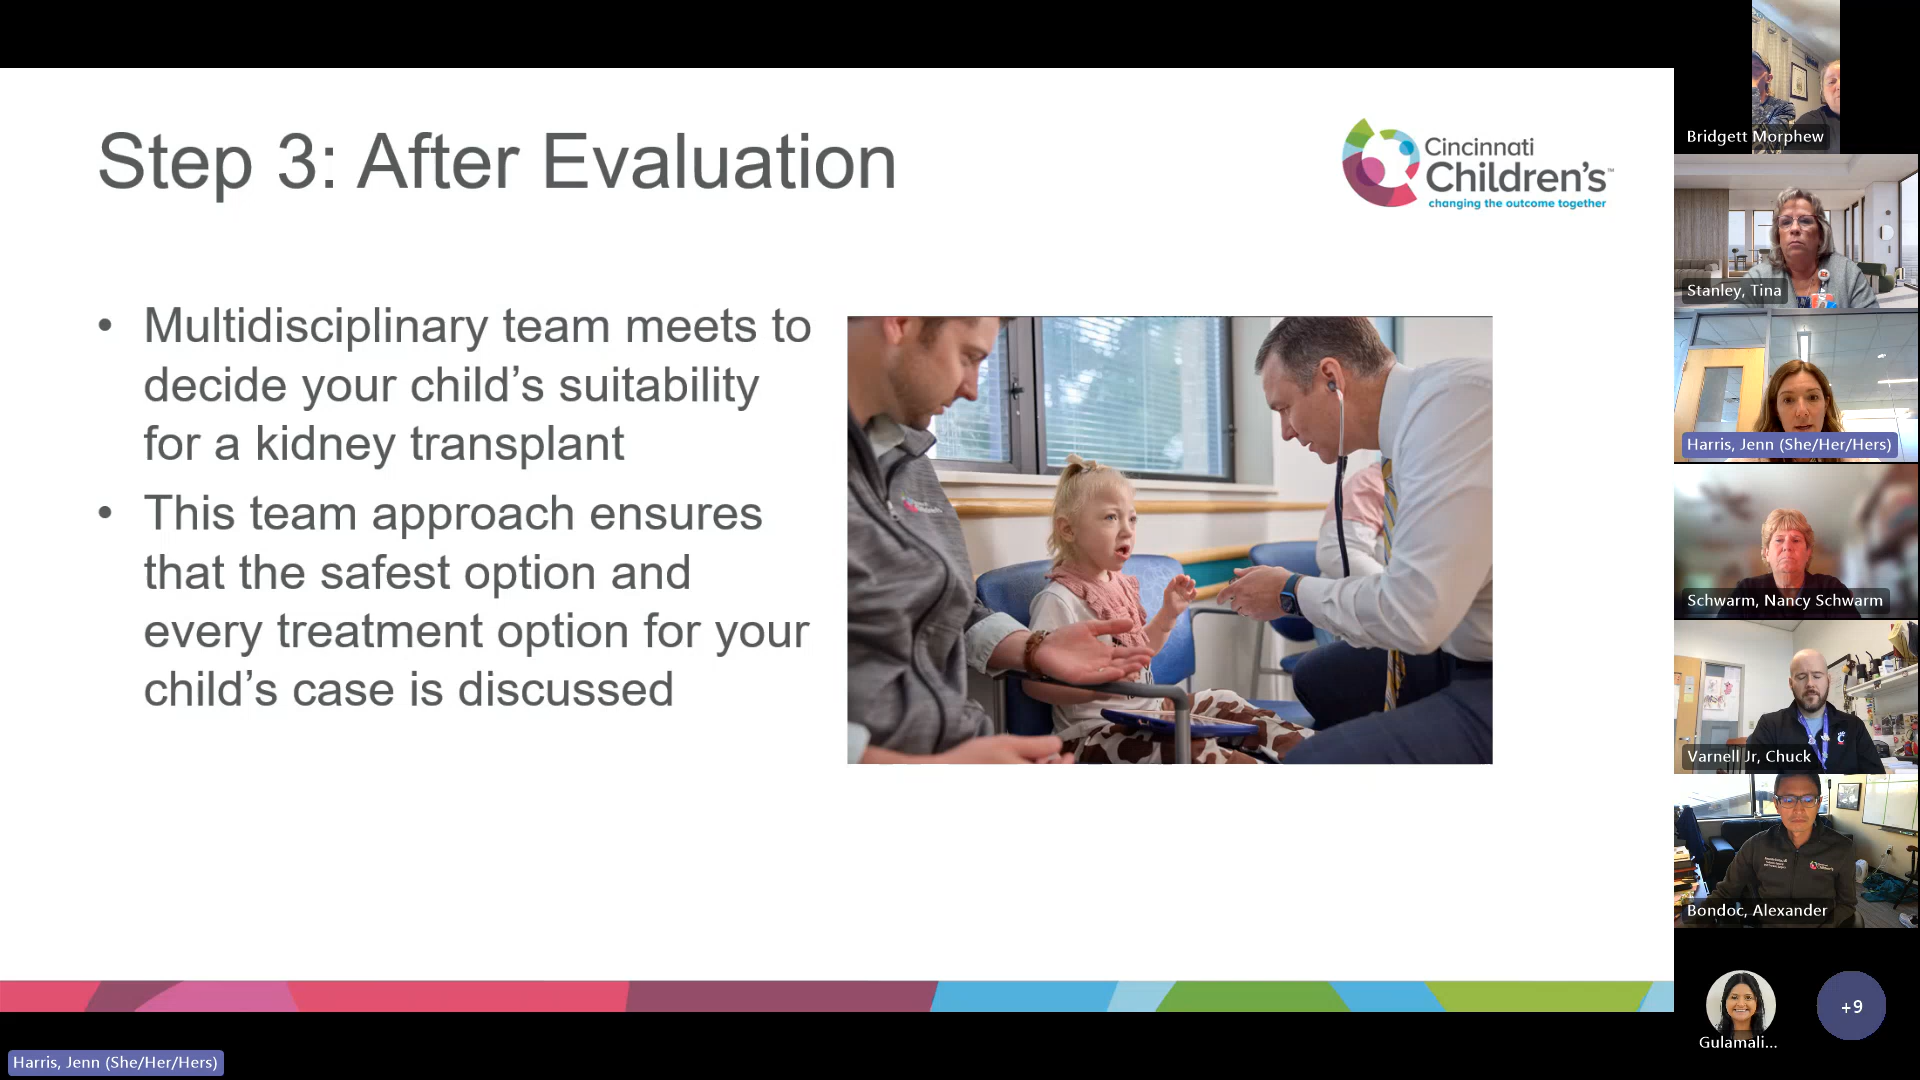 Step 3: After Evaluation
Cincinnati
Children's™
changing the outcome together
• Multidisciplinary team meets to
decide your child's suitability
for a kidney transplant
• This team approach ensures
that the safest option and
every treatment option for your
child's case is discussed
Bridgett Morphew
Stanley, Tina
Harris, Jenn (She/Her/Hers)
Schwarm, Nancy Schwarm
Varnell Jr, Chuck
Bondoc, Alexander
Gulamali...
+9
Harris, Jenn (She/Her/Hers)